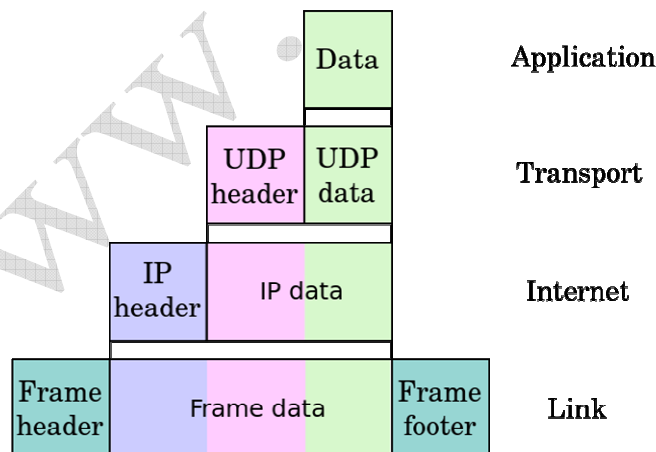 Data
Application
UDP
header
UDP
data
Transport
IP
header
IP data
Internet
Frame
header
Frame data
Frame
footer
Link
ww.